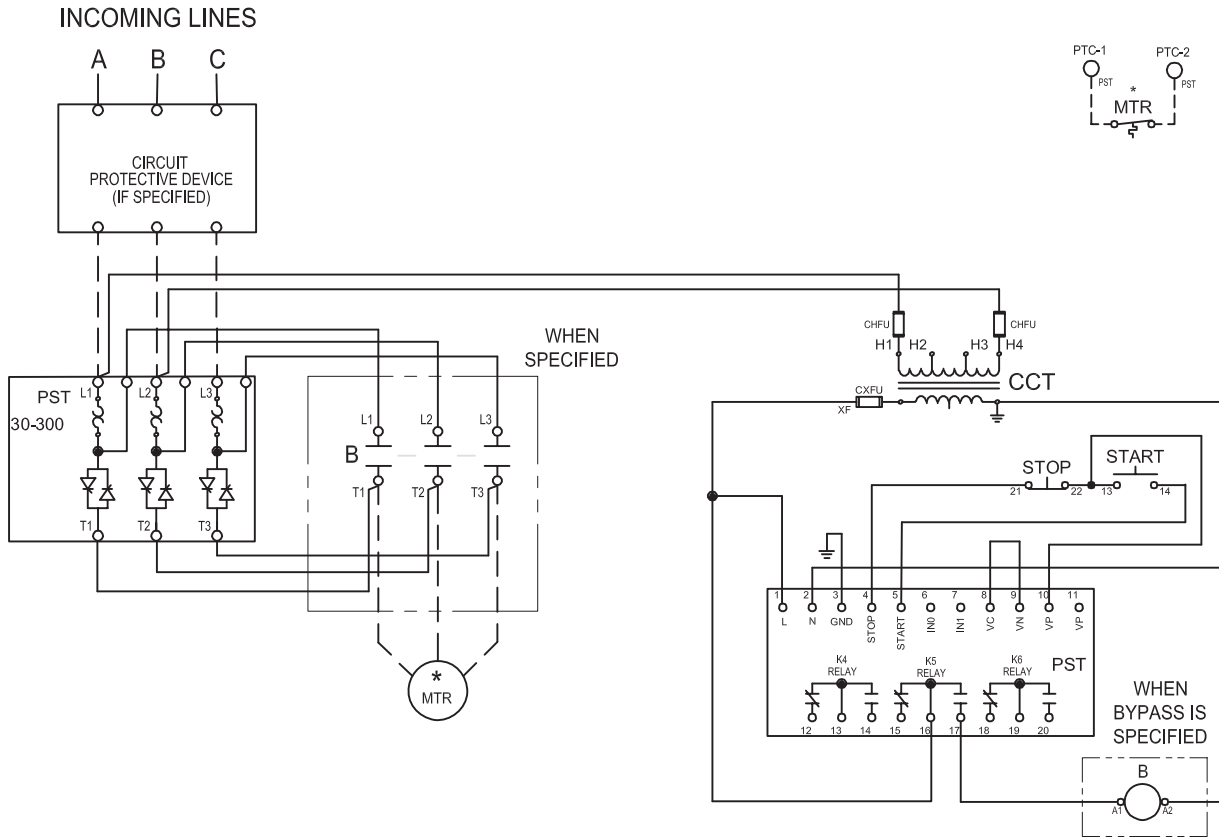 INCOMING LINES
A B C
CIRCUIT
PROTECTIVE DEVICE
(IF SPECIFIED)
PTC-1 PTC-2
PST PST
*
MTR
CHFU CHFU
H1 H2 H3 H4
CCT
CXFU
XF
WHEN
SPECIFIED
PST
30-300
L1 L2 L3
T1 T2 T3
L1 L2 L3
B
T1 T2 T3
*
MTR
STOP START
21 22 13 14
1 2 3 4 5 6 7 8 9 10 11
L N GND STOP START IN0 IN1 VC VN VP VP
PST
K4
RELAY
K5
RELAY
K6
RELAY
12 13 14 15 16 17 18 19 20
WHEN
BYPASS IS
SPECIFIED
B
A1 A2